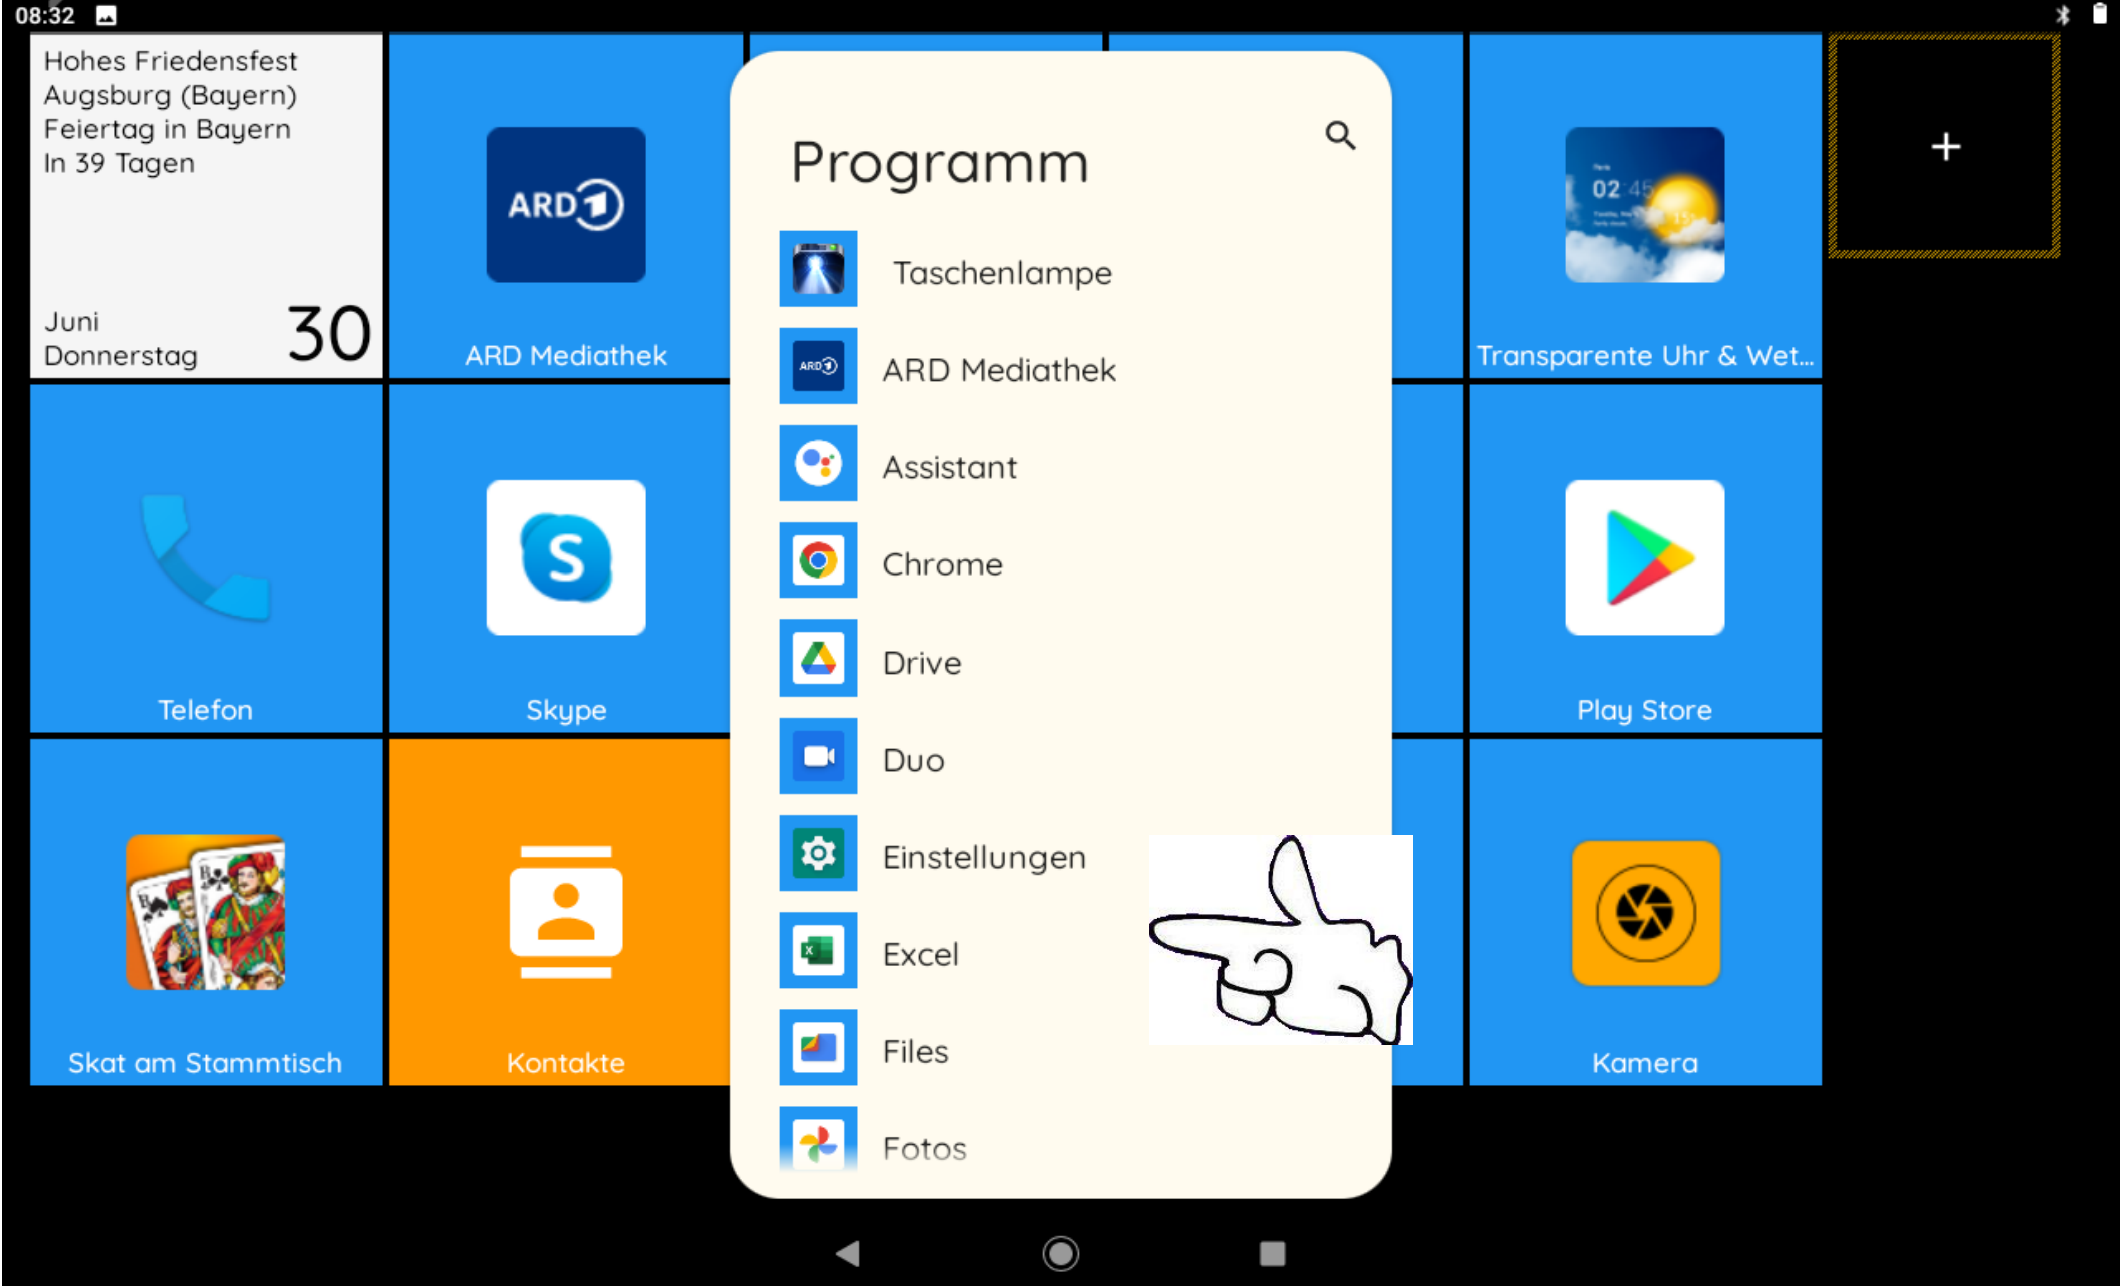 08:32
Hohes Friedensfest
Augsburg (Bayern)
Feiertag in Bayern
In 39 Tagen
Juni
Donnerstag
30
ARD
ARD Mediathek
02:45
Transparente Uhr & Wet...
+
Telefon
S
Skype
Play Store
Skat am Stammtisch
Kontakte
Kamera
Programm
Taschenlampe
ARD
ARD Mediathek
Assistant
Chrome
Drive
Duo
Einstellungen
X
Excel
Files
Fotos